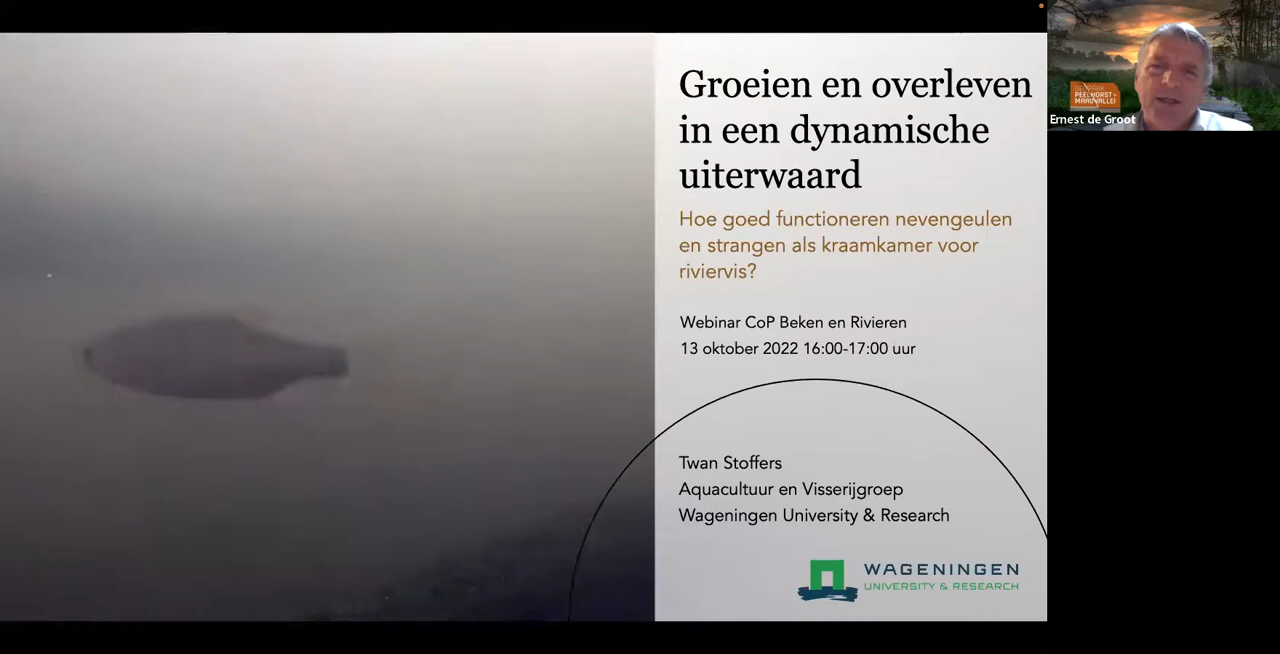 Groeien en overleven
in een dynamische
uiterwaard
Hoe goed functioneren nevengeulen
en strangen als kraamkamer voor
riviervis?
Webinar CoP Beken en Rivieren
13 oktober 2022 16:00-17:00 uur
Twan Stoffers
Aquacultuur en Visserijgroep
Wageningen University & Research
WAGENINGEN
UNIVERSITY & RESEARCH
PEELHORST
MAASVALLEI
Ernest de Groot